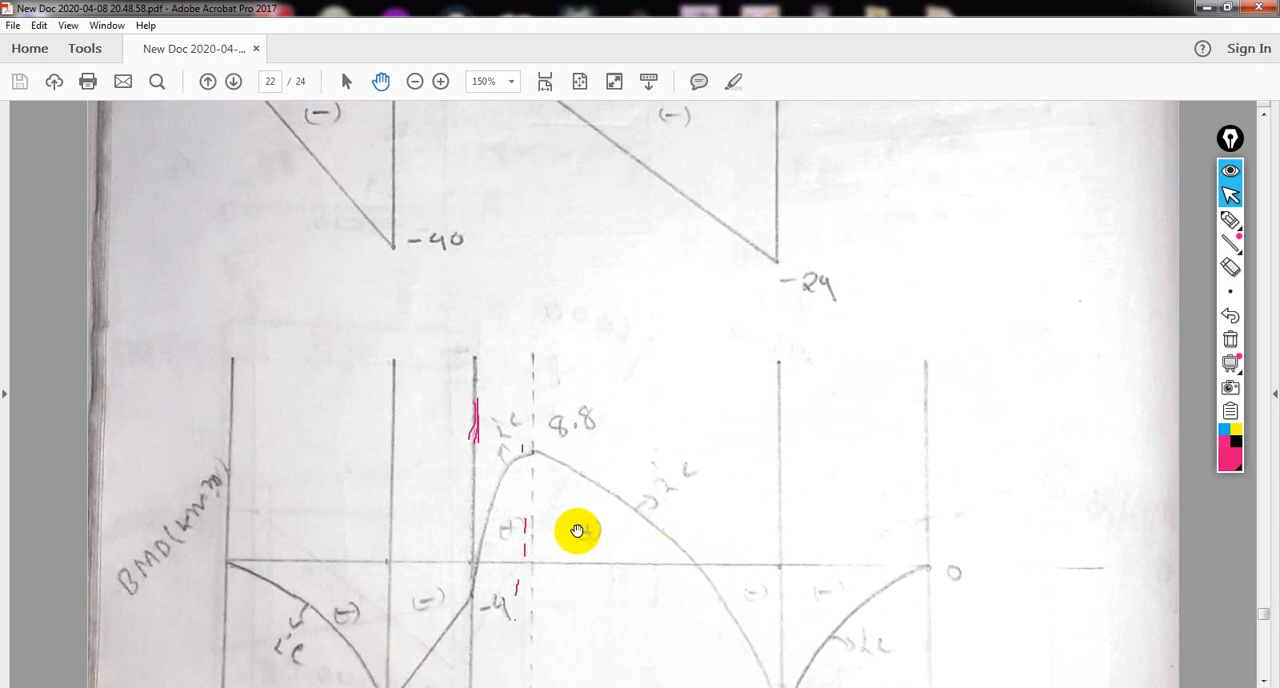 New Doc 2020-04-08 20.48.58.pdf - Adobe Acrobat Pro 2017
File Edit View Window Help
Home Tools New Doc 2020-04-... × ? Sign In
22 / 24 150%
(-) (-)
-40
-24
2°C 8.8
2°C
BMD(kN-m)
(+)
0
(-) (-) (-)
(-) -4
2°C
2°C